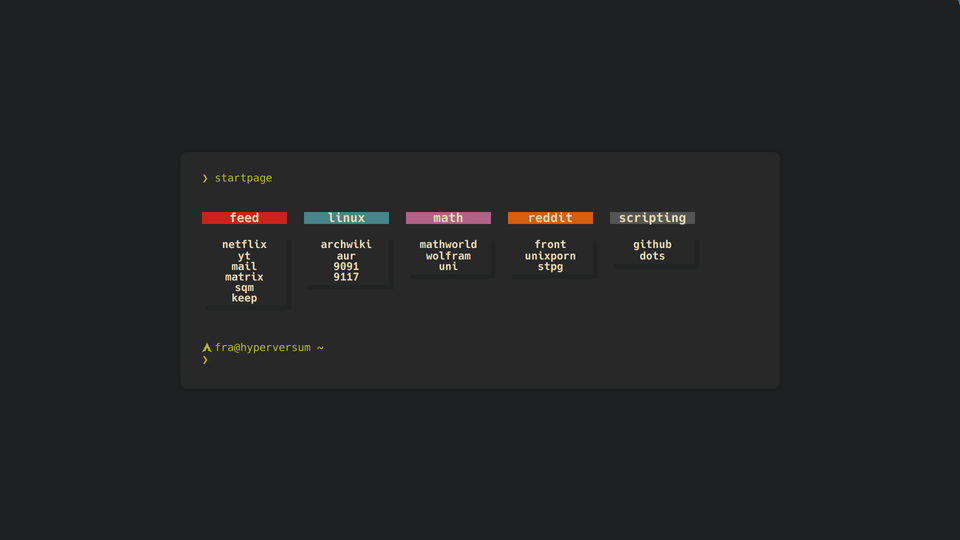 ❯ startpage
feed linux math reddit scripting
netflix archwiki mathworld front github
yt aur wolfram unixporn dots
mail 9091 uni stpg
matrix 9117
sqm
keep
fra@hyperversum ~
❯